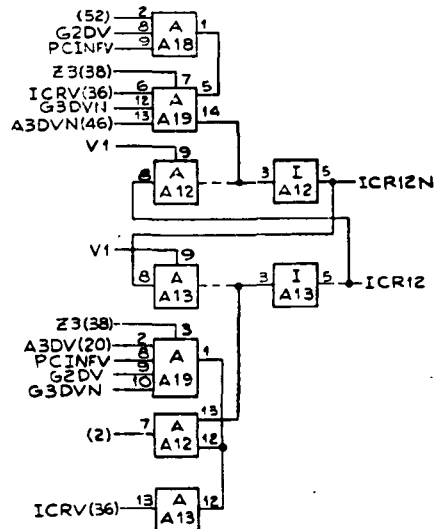 (52) 2 A 1
G2DV 8 A18
PCINFV 9
Z3(38) 7
ICRV(36) 6 A 5
G3DVN 12 A19 14
A3DVN(46) 13
V1 9
8 A A12 3 I A12 5 ICR12N
V1 9
8 A A13 3 I A13 5 ICR12
Z3(38) 3
A3DV(20) 2 A 1
PCINFV 8 A19
G2DV 9
G3DVN 10
(2) 7 A A12 13 12
ICRV(36) 13 A A13 12